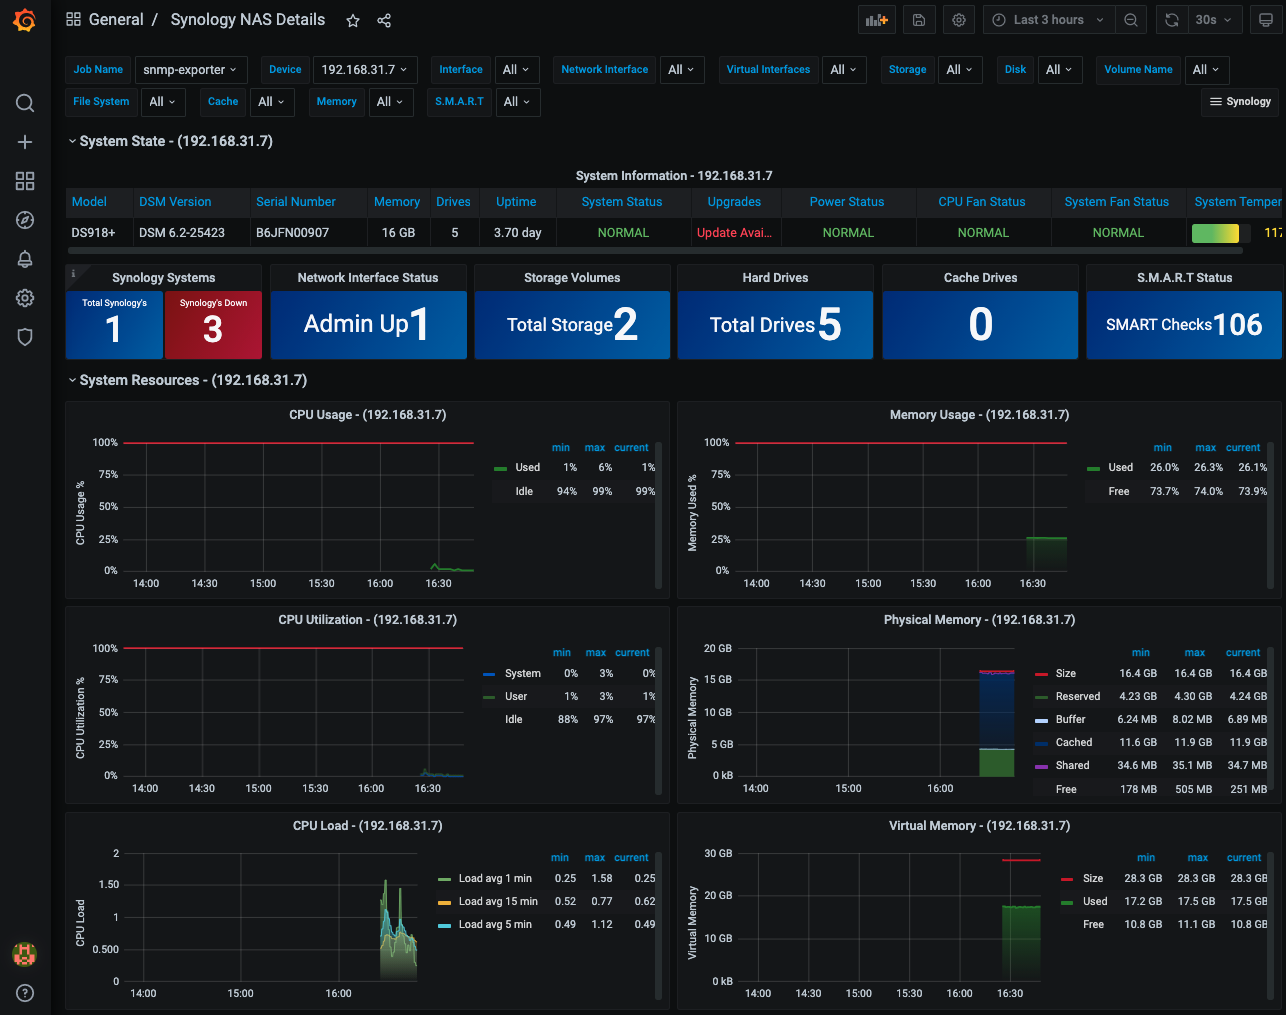 General / Synology NAS Details
Last 3 hours 30s
Job Name snmp-exporter Device 192.168.31.7 Interface All Network Interface All Virtual Interfaces All Storage All Disk All Volume Name All
File System All Cache All Memory All S.M.A.R.T All Synology
System State - (192.168.31.7)
System Information - 192.168.31.7
Model DSM Version Serial Number Memory Drives Uptime System Status Upgrades Power Status CPU Fan Status System Fan Status System Temper
DS918+ DSM 6.2-25423 B6JFN00907 16 GB 5 3.70 day NORMAL Update Avai... NORMAL NORMAL NORMAL 117
Synology Systems Network Interface Status Storage Volumes Hard Drives Cache Drives S.M.A.R.T Status
Total Synology's Synology's Down
1 3 Admin Up 1 Total Storage 2 Total Drives 5 0 SMART Checks 106
System Resources - (192.168.31.7)
CPU Usage - (192.168.31.7)
CPU Usage %
100%
75%
50%
25%
0%
14:00 14:30 15:00 15:30 16:00 16:30
min max current
Used 1% 6% 1%
Idle 94% 99% 99%
Memory Usage - (192.168.31.7)
Memory Used %
100%
75%
50%
25%
0%
14:00 14:30 15:00 15:30 16:00 16:30
min max current
Used 26.0% 26.3% 26.1%
Free 73.7% 74.0% 73.9%
CPU Utilization - (192.168.31.7)
CPU Utilization %
100%
75%
50%
25%
0%
14:00 14:30 15:00 15:30 16:00 16:30
min max current
System 0% 3% 0%
User 1% 3% 1%
Idle 88% 97% 97%
Physical Memory - (192.168.31.7)
Physical Memory
20 GB
15 GB
10 GB
5 GB
0 kB
14:00 15:00 16:00
min max current
Size 16.4 GB 16.4 GB 16.4 GB
Reserved 4.23 GB 4.30 GB 4.24 GB
Buffer 6.24 MB 8.02 MB 6.89 MB
Cached 11.6 GB 11.9 GB 11.9 GB
Shared 34.6 MB 35.1 MB 34.7 MB
Free 178 MB 505 MB 251 MB
CPU Load - (192.168.31.7)
CPU Load
2
1.50
1
0.500
0
14:00 15:00 16:00
min max current
Load avg 1 min 0.25 1.58 0.25
Load avg 15 min 0.52 0.77 0.62
Load avg 5 min 0.49 1.12 0.49
Virtual Memory - (192.168.31.7)
Virtual Memory
30 GB
20 GB
10 GB
0 kB
14:00 14:30 15:00 15:30 16:00 16:30
min max current
Size 28.3 GB 28.3 GB 28.3 GB
Used 17.2 GB 17.5 GB 17.5 GB
Free 10.8 GB 11.1 GB 10.8 GB